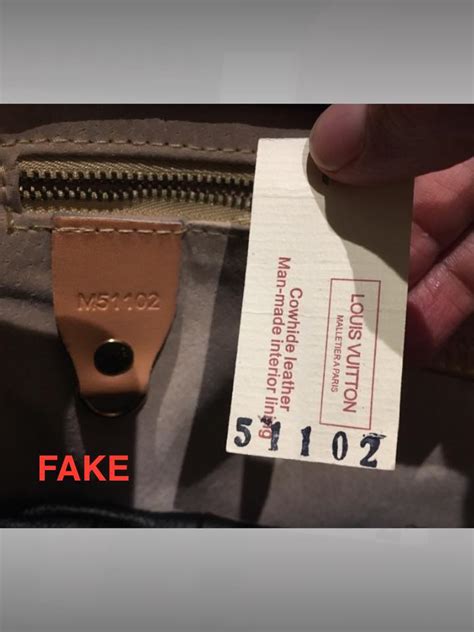 M51102
LOUIS VUITTON
MALLETIER A PARIS
Cowhide leather
Man-made interior lining
51102
FAKE